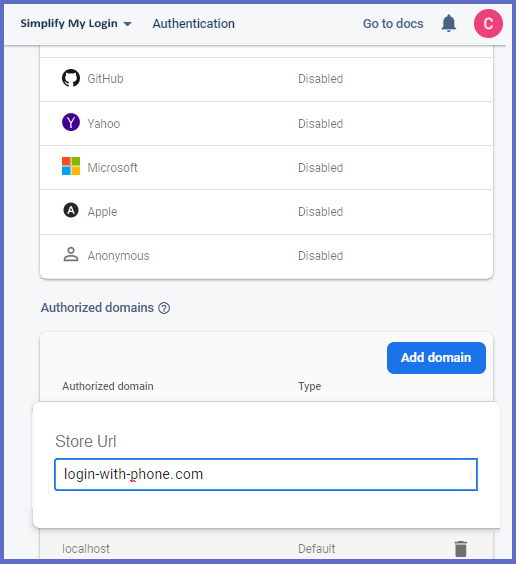 Simplify My Login Authentication Go to docs C
GitHub Disabled
Yahoo Disabled
Microsoft Disabled
Apple Disabled
Anonymous Disabled
Authorized domains
Add domain
Authorized domain Type
Store Url
login-with-phone.com
localhost Default